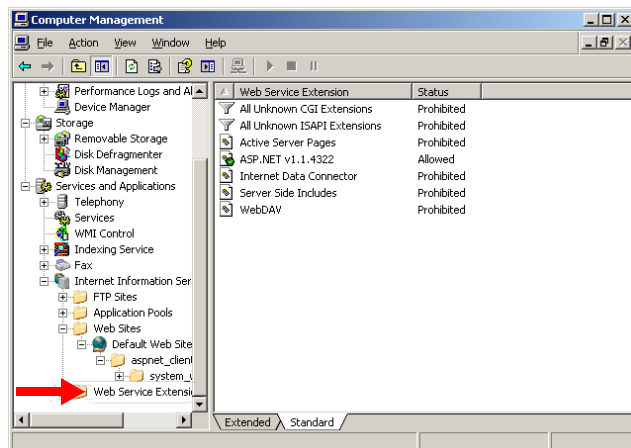 Computer Management
File Action View Window Help
Performance Logs and Al
Device Manager
Storage
Removable Storage
Disk Defragmenter
Disk Management
Services and Applications
Telephony
Services
WMI Control
Indexing Service
Fax
Internet Information Ser
FTP Sites
Application Pools
Web Sites
Default Web Site
aspnet_client
system_
Web Service Extensi
Web Service Extension Status
All Unknown CGI Extensions Prohibited
All Unknown ISAPI Extensions Prohibited
Active Server Pages Prohibited
ASP.NET v1.1.4322 Allowed
Internet Data Connector Prohibited
Server Side Includes Prohibited
WebDAV Prohibited
Extended Standard